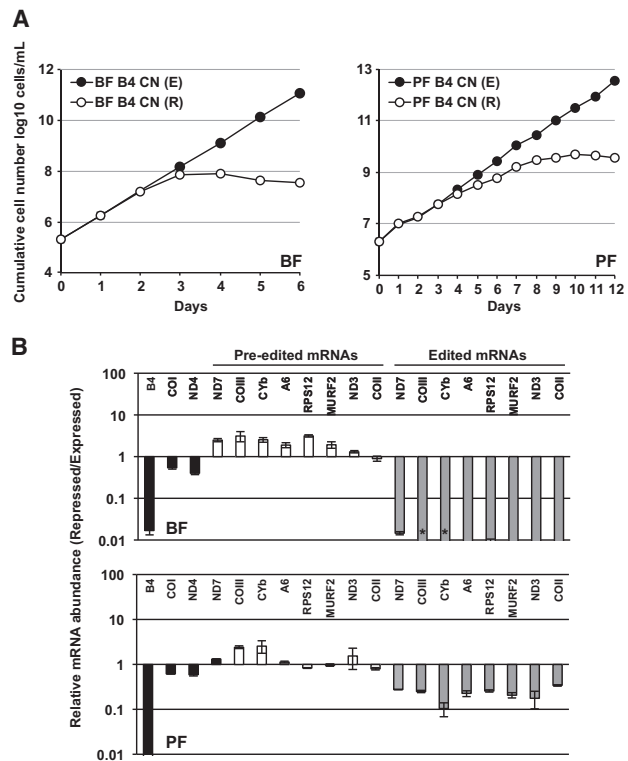 A
Cumulative cell number log10 cells/mL
12
10
8
6
4
BF B4 CN (E)
BF B4 CN (R)
BF
0 1 2 3 4 5 6
Days
13
11
9
7
5
PF B4 CN (E)
PF B4 CN (R)
PF
0 1 2 3 4 5 6 7 8 9 10 11 12
Days
B
Relative mRNA abundance (Repressed/Expressed)
Pre-edited mRNAs Edited mRNAs
100
10
1
0.1
0.01
B4 COI ND4 ND7 COIII CYb A6 RPS12 MURF2 ND3 COII ND7 COIII CYb A6 RPS12 MURF2 ND3 COII
* *
BF
100
10
1
0.1
0.01
B4 COI ND4 ND7 COIII CYb A6 RPS12 MURF2 ND3 COII ND7 COIII CYb A6 RPS12 MURF2 ND3 COII
PF